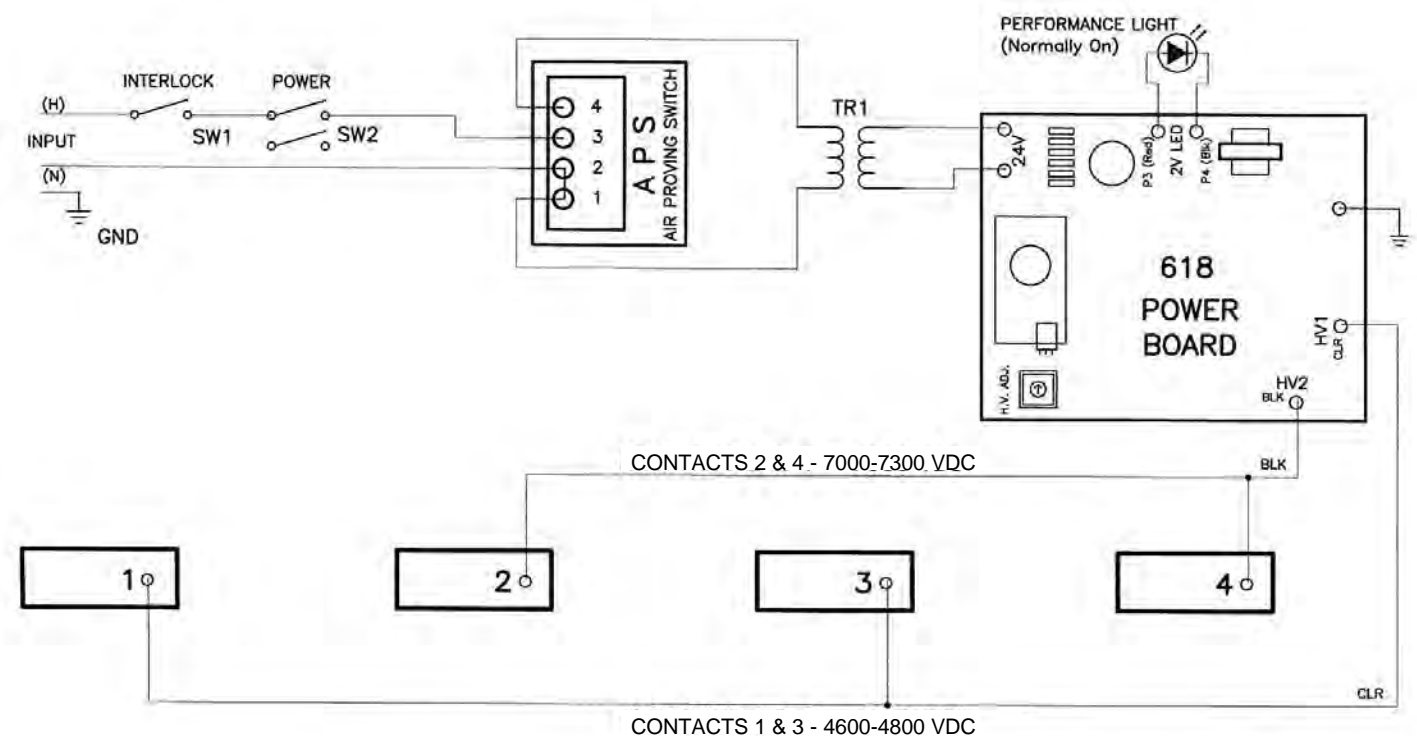 PERFORMANCE LIGHT
(Normally On)
INTERLOCK
POWER
(H)
INPUT
SW1
SW2
(N)
GND
4
3
2
1
A P S
AIR PROVING SWITCH
TR1
24V
P3 (Red)
2V LED
P4 (Blk)
618
POWER
BOARD
HV1
CLR
H.V. ADJ.
HV2
BLK
CONTACTS 2 & 4 - 7000-7300 VDC
BLK
1
2
3
4
CLR
CONTACTS 1 & 3 - 4600-4800 VDC